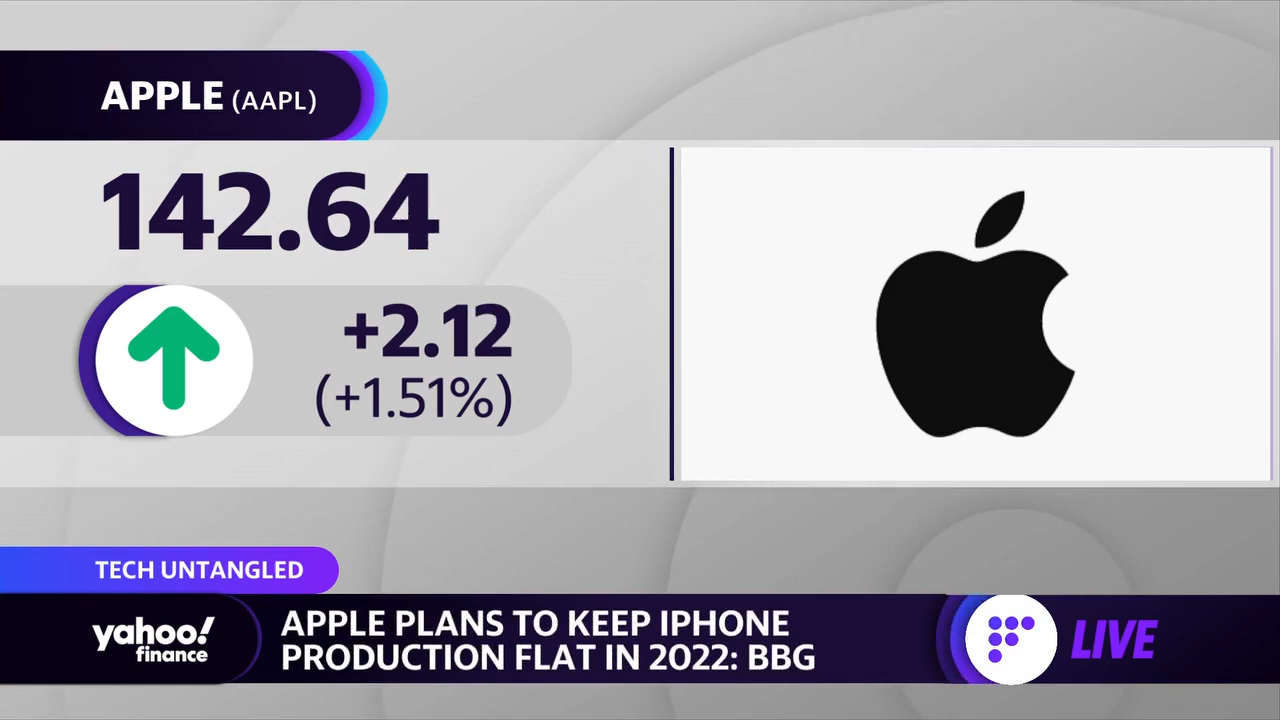 APPLE (AAPL)
142.64
+2.12
(+1.51%)
TECH UNTANGLED
yahoo!
finance
APPLE PLANS TO KEEP IPHONE
PRODUCTION FLAT IN 2022: BBG
LIVE